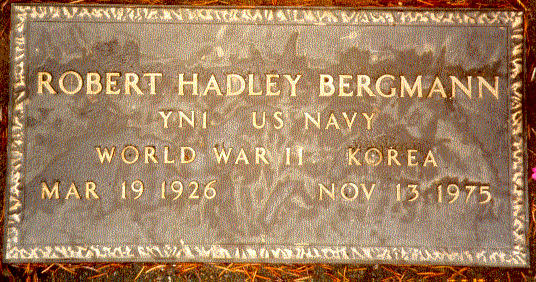 ROBERT HADLEY BERGMANN
YN1 US NAVY
WORLD WAR II KOREA
MAR 19 1926 NOV 13 1975